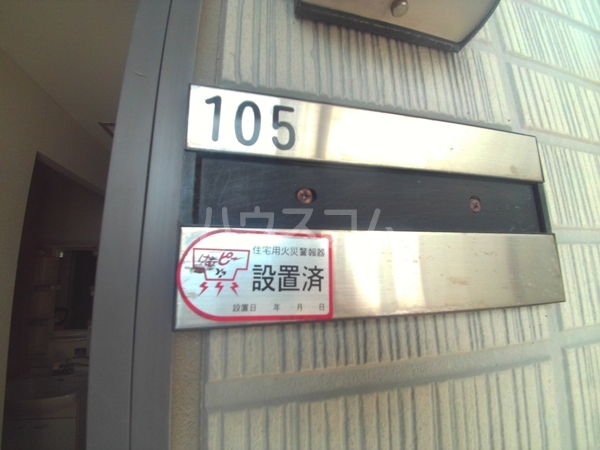 105
ハウスコム
住宅用火災警報器
ピー
設置済
設置日 年 月 日